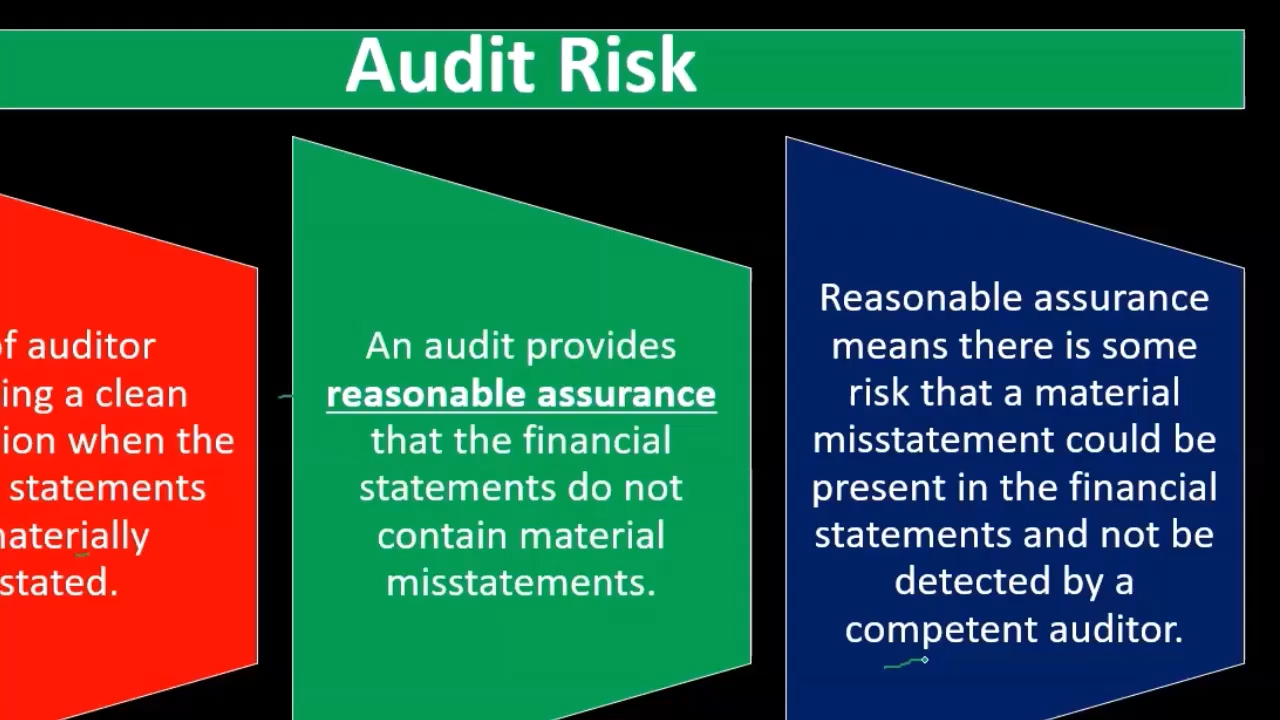 Audit Risk
of auditor
ing a clean
ion when the
statements
aterially
stated.
An audit provides
reasonable assurance
that the financial
statements do not
contain material
misstatements.
Reasonable assurance
means there is some
risk that a material
misstatement could be
present in the financial
statements and not be
detected by a
competent auditor.